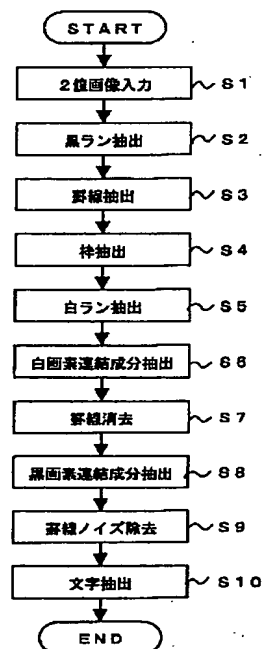 START
2位画像入力 S1
黒ラン抽出 S2
罫線抽出 S3
枠抽出 S4
白ラン抽出 S5
白画素連結成分抽出 S6
罫線消去 S7
黒画素連結成分抽出 S8
罫線ノイズ除去 S9
文字抽出 S10
END